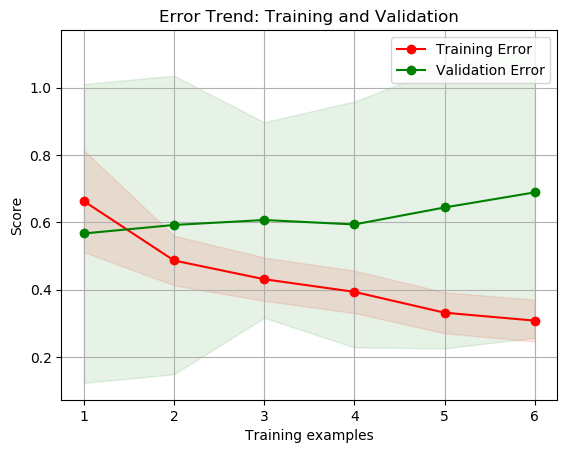 Error Trend: Training and Validation
Training Error
Validation Error
Score
1.0
0.8
0.6
0.4
0.2
1 2 3 4 5 6
Training examples